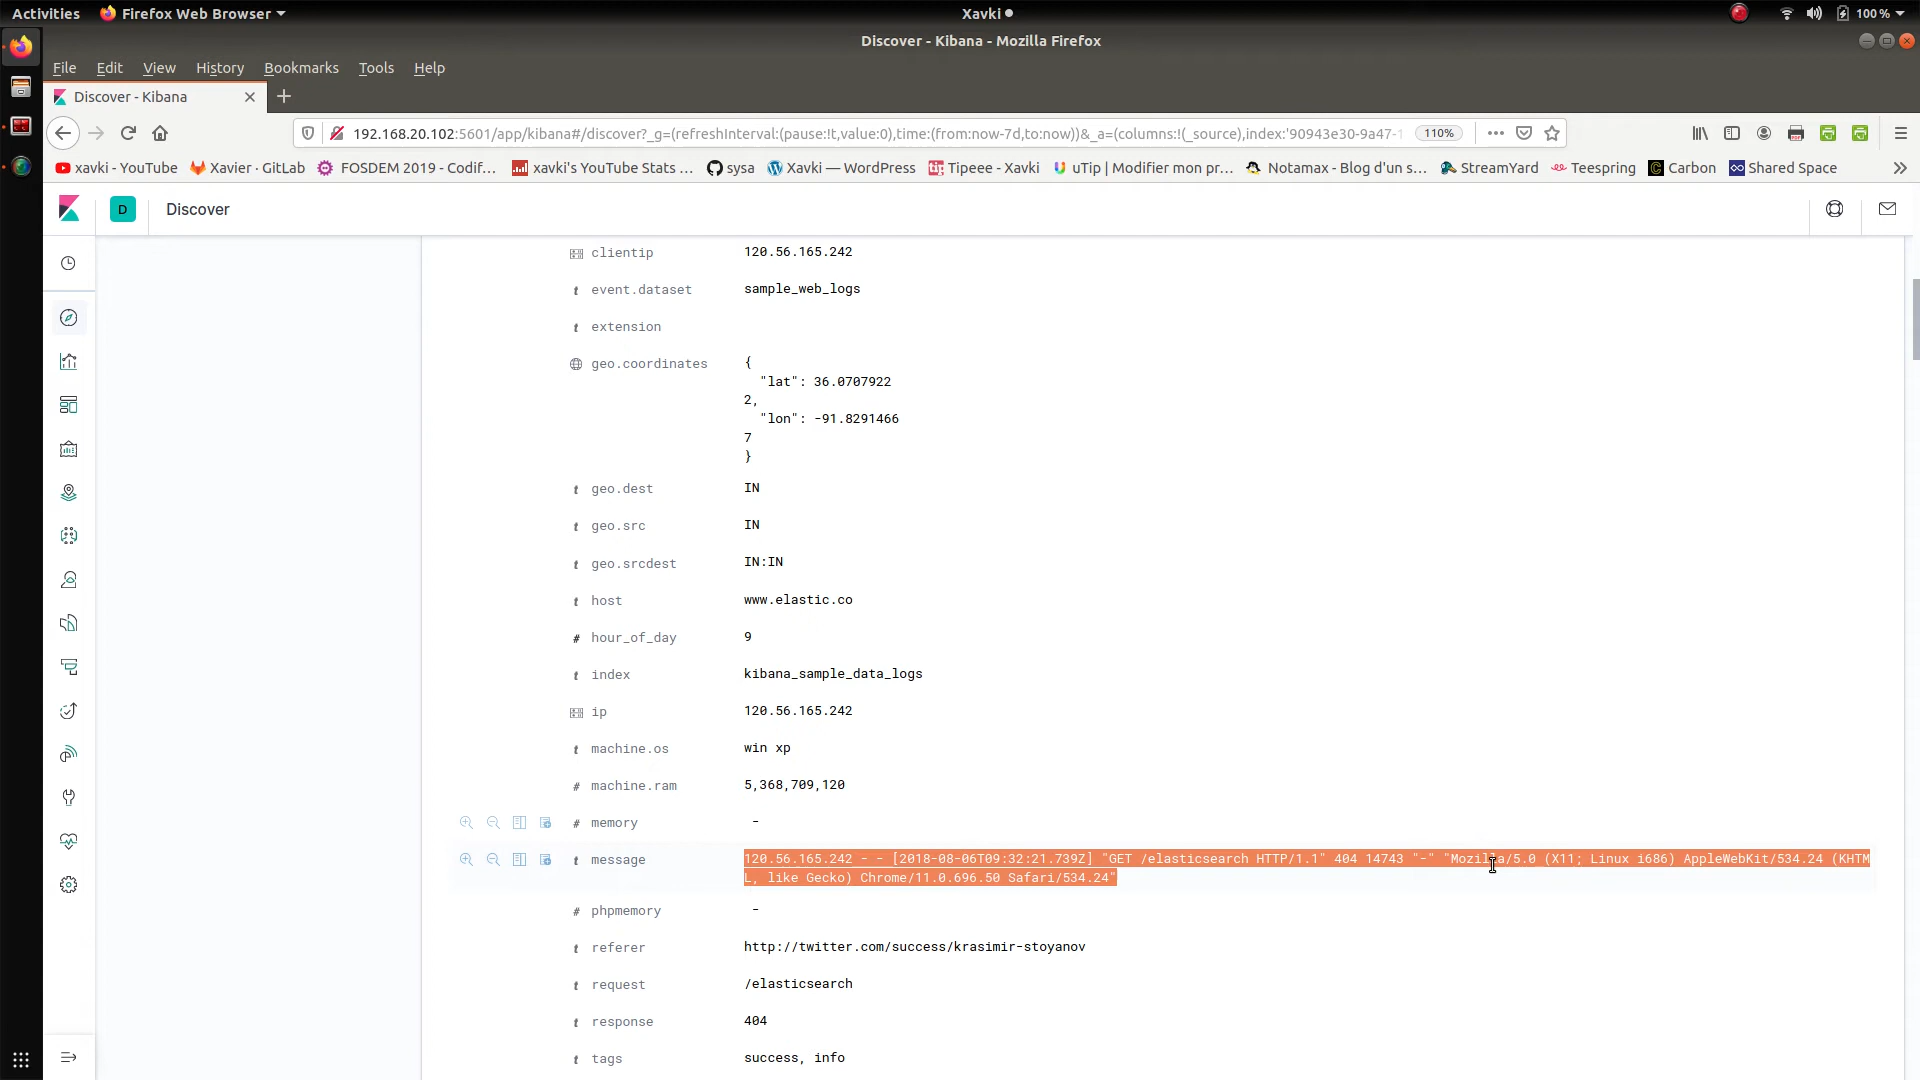 Activities Firefox Web Browser Xavki 100 %
Discover - Kibana - Mozilla Firefox
File Edit View History Bookmarks Tools Help
Discover - Kibana
192.168.20.102:5601/app/kibana#/discover?_g=(refreshInterval:(pause:!t,value:0),time:(from:now-7d,to:now))&_a=(columns:!(_source),index:'90943e30-9a47-1 110%
xavki - YouTube Xavier · GitLab FOSDEM 2019 - Codif... xavki's YouTube Stats ... sysa Xavki — WordPress Tipeee - Xavki uTip | Modifier mon pr... Notamax - Blog d'un s... StreamYard Teespring Carbon Shared Space
D Discover
clientip 120.56.165.242
t event.dataset sample_web_logs
t extension
geo.coordinates {
"lat": 36.0707922
2,
"lon": -91.8291466
7
}
t geo.dest IN
t geo.src IN
t geo.srcdest IN:IN
t host www.elastic.co
# hour_of_day 9
t index kibana_sample_data_logs
ip 120.56.165.242
t machine.os win xp
# machine.ram 5,368,709,120
# memory -
t message 120.56.165.242 - - [2018-08-06T09:32:21.739Z] "GET /elasticsearch HTTP/1.1" 404 14743 "-" "Mozilla/5.0 (X11; Linux i686) AppleWebKit/534.24 (KHTM
L, like Gecko) Chrome/11.0.696.50 Safari/534.24"
# phpmemory -
t referer http://twitter.com/success/krasimir-stoyanov
t request /elasticsearch
t response 404
t tags success, info